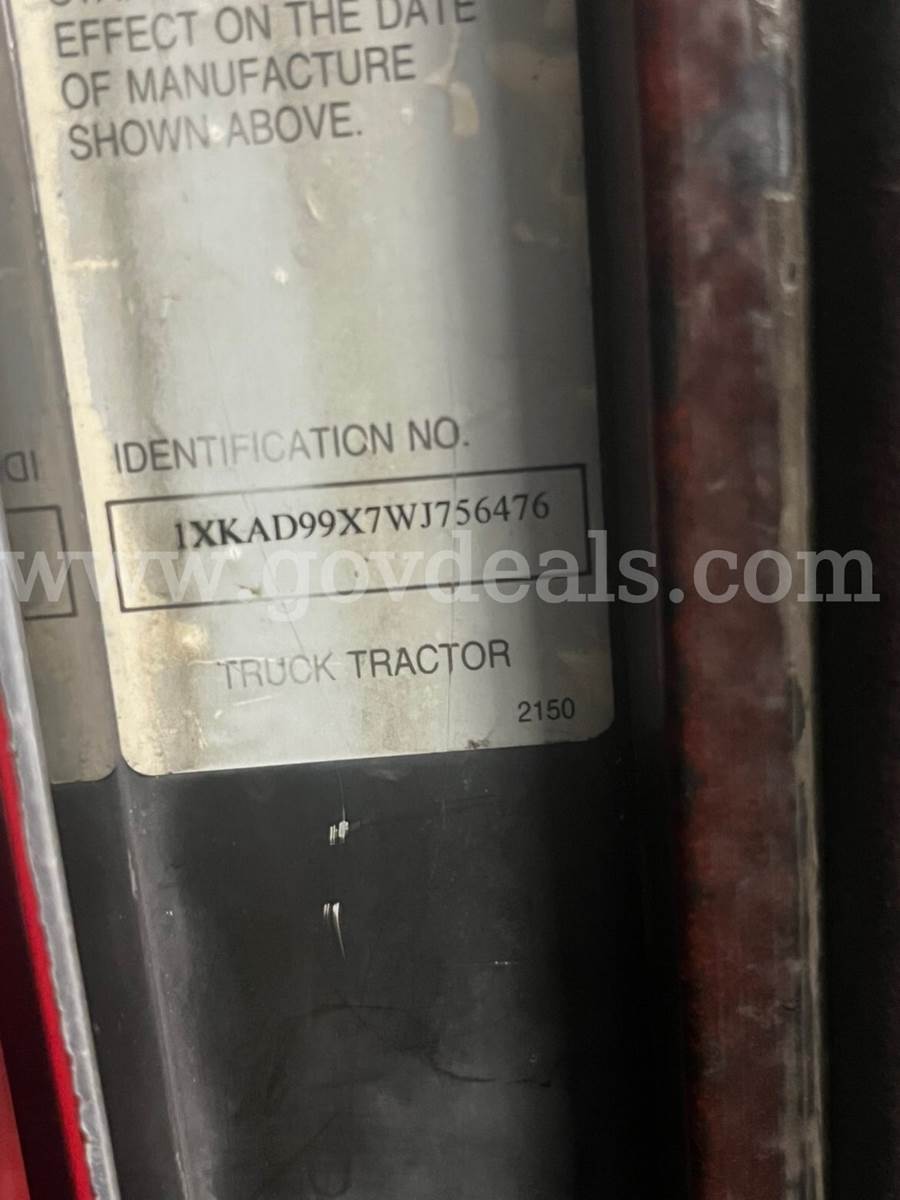 EFFECT ON THE DATE
OF MANUFACTURE
SHOWN ABOVE.
IDENTIFICATION NO.
1XKAD99X7WJ756476
www.govdeals.com
TRUCK TRACTOR
2150